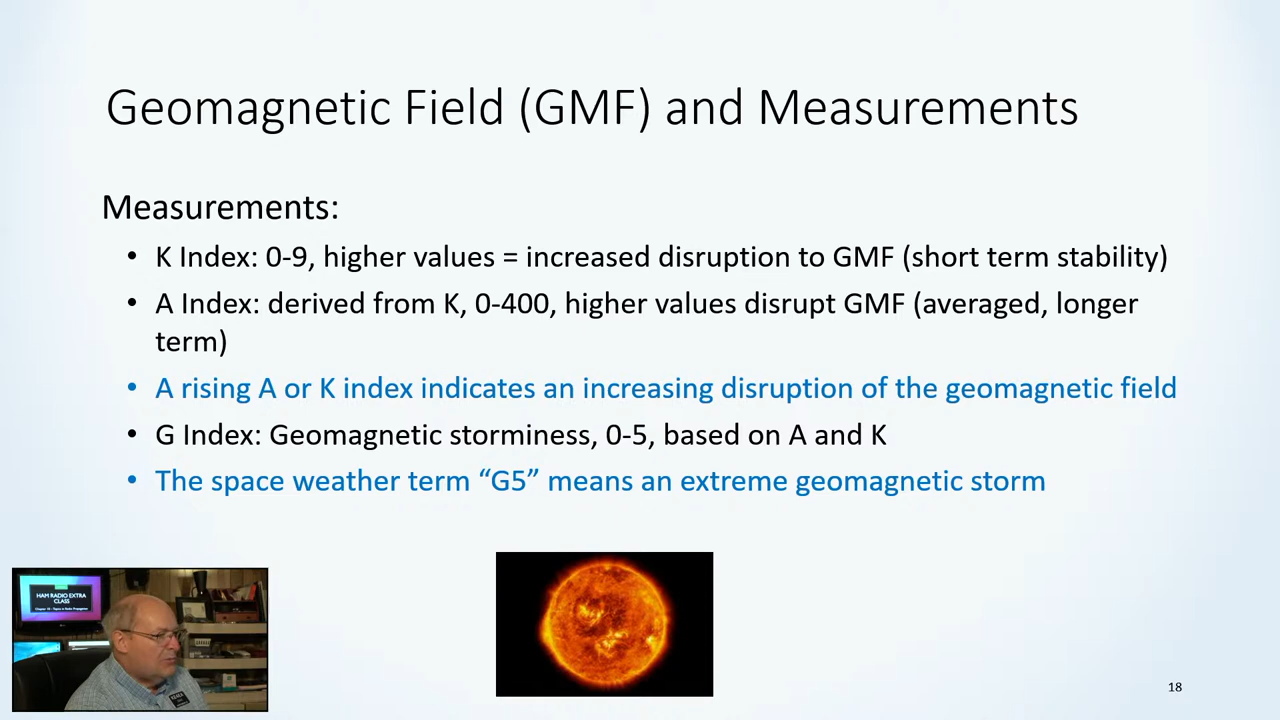 Geomagnetic Field (GMF) and Measurements
Measurements:
• K Index: 0-9, higher values = increased disruption to GMF (short term stability)
• A Index: derived from K, 0-400, higher values disrupt GMF (averaged, longer
term)
• A rising A or K index indicates an increasing disruption of the geomagnetic field
• G Index: Geomagnetic storminess, 0-5, based on A and K
• The space weather term “G5” means an extreme geomagnetic storm
HAM RADIO EXTRA
CLASS
18